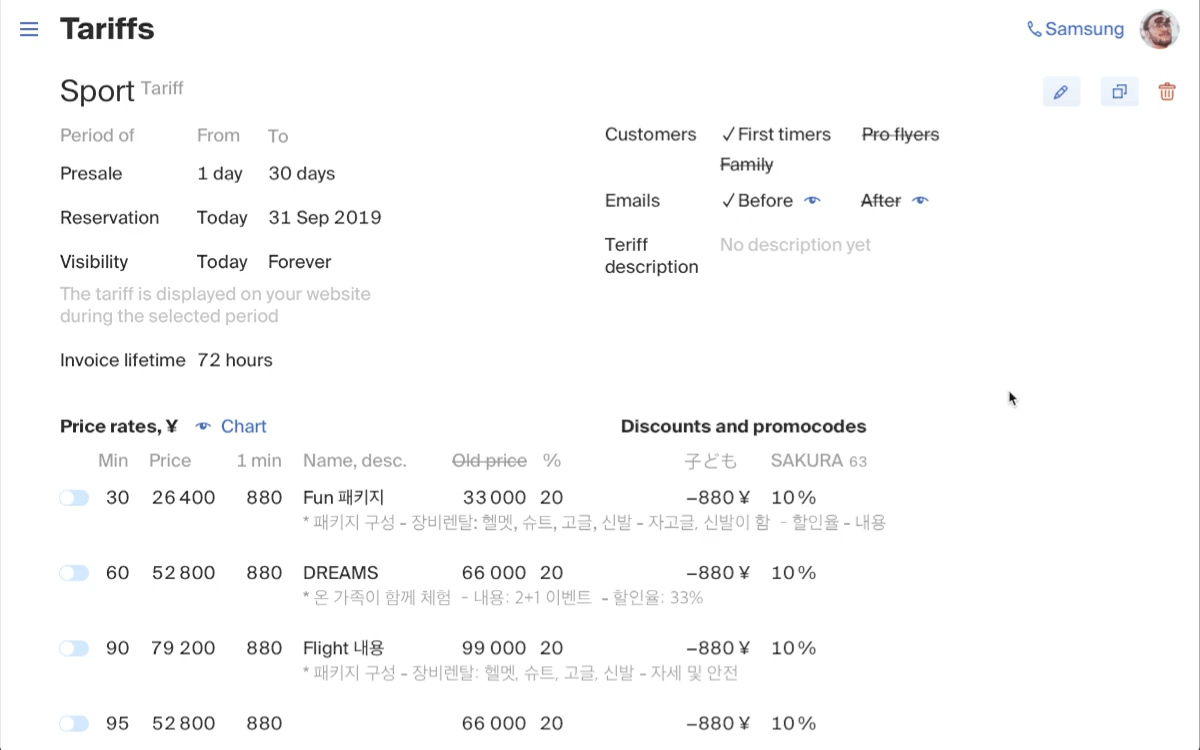 Tariffs
Samsung
Sport Tariff
Period of From To
Presale 1 day 30 days
Reservation Today 31 Sep 2019
Visibility Today Forever
The tariff is displayed on your website
during the selected period
Invoice lifetime 72 hours
Customers ✓First timers Pro flyers
Family
Emails ✓Before After
Teriff No description yet
description
Price rates, ¥ Chart
Min Price 1 min Name, desc. Old price %
30 26 400 880 Fun 패키지 33 000 20
* 패키지 구성 – 장비렌탈: 헬멧, 슈트, 고글, 신발 – 자고글, 신발이 함 - 할인율 – 내용
60 52 800 880 DREAMS 66 000 20
* 온 가족이 함께 체험 - 내용: 2+1 이벤트 – 할인율: 33%
90 79 200 880 Flight 내용 99 000 20
* 패키지 구성 – 장비렌탈: 헬멧, 슈트, 고글, 신발 – 자세 및 안전
95 52 800 880 66 000 20
Discounts and promocodes
子ども SAKURA 63
–880 ¥ 10 %
–880 ¥ 10 %
–880 ¥ 10 %
–880 ¥ 10 %